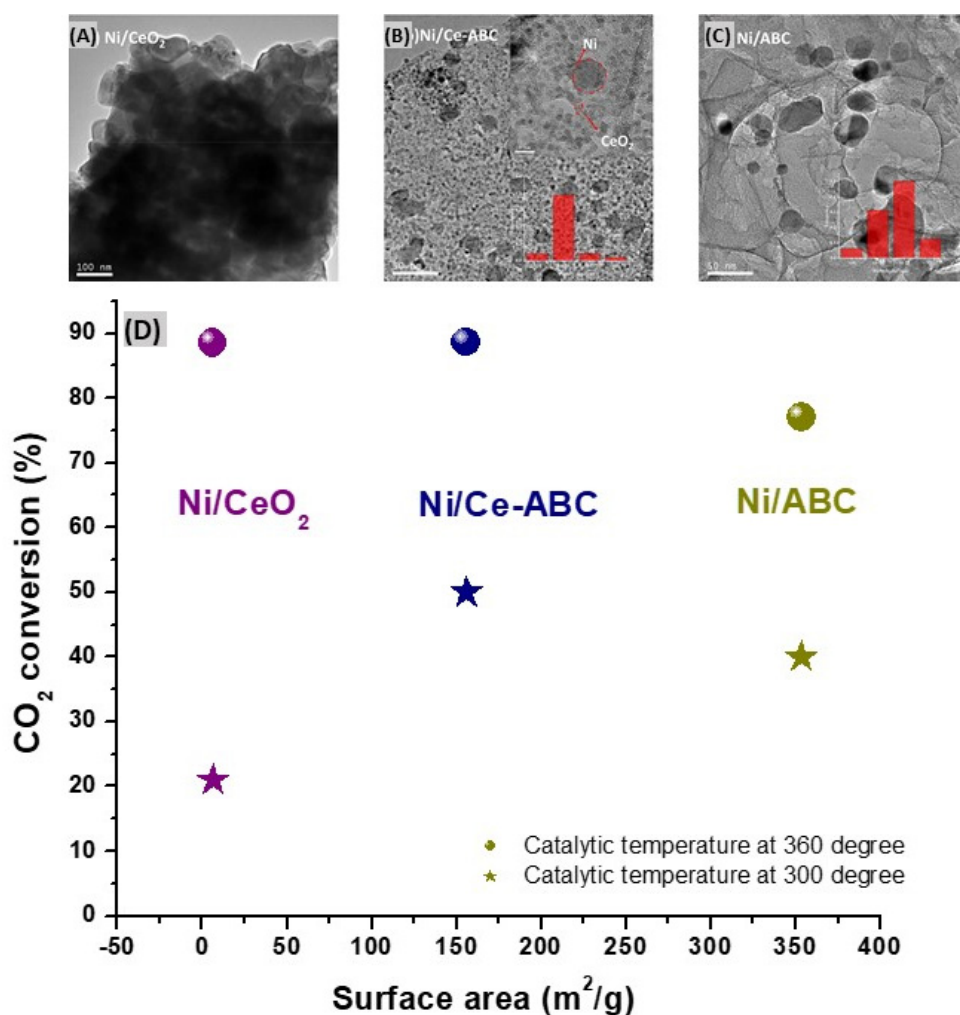 (A) Ni/CeO₂
(B) )Ni/Ce-ABC
(C) Ni/ABC
Ni
CeO₂
100 nm
50 nm
(D)
90
80
70
60
50
40
30
20
10
0
Ni/CeO₂
Ni/Ce-ABC
Ni/ABC
Catalytic temperature at 360 degree
Catalytic temperature at 300 degree
-50 0 50 100 150 200 250 300 350 400
CO₂ conversion (%)
Surface area (m²/g)